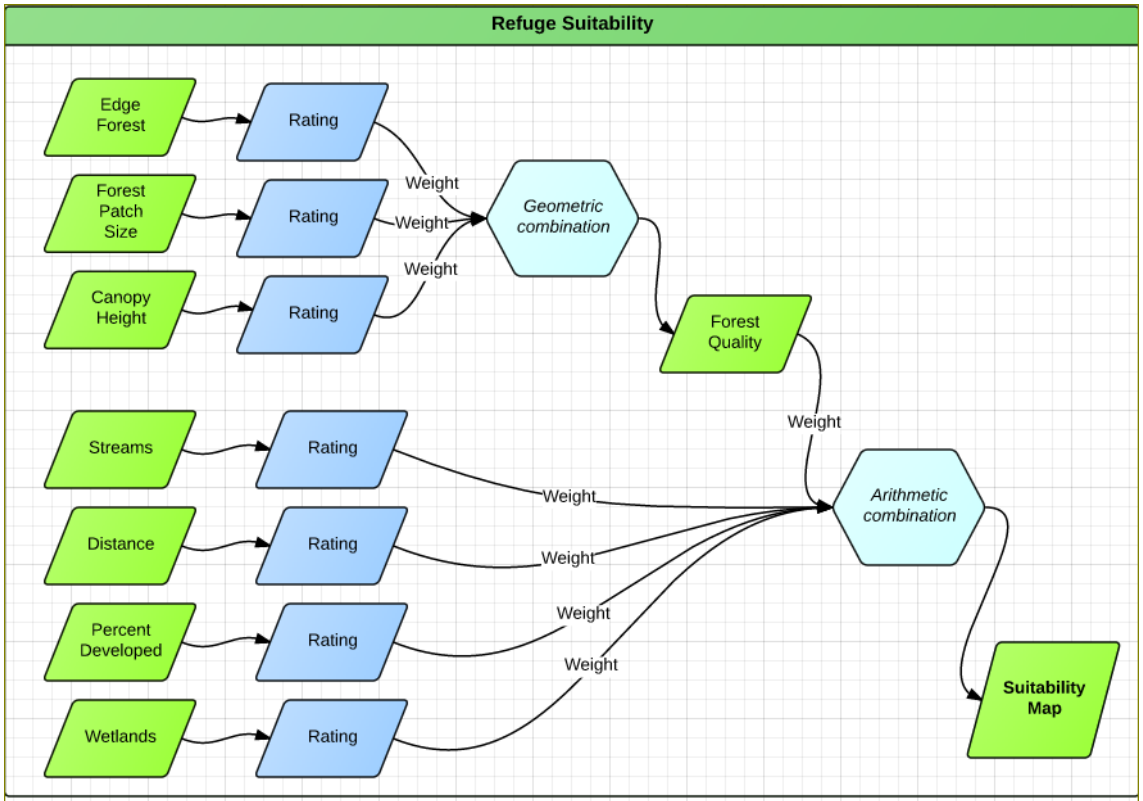 Refuge Suitability
Edge
Forest
Rating
Weight
Forest
Patch
Size
Rating
Weight
Canopy
Height
Rating
Weight
Geometric
combination
Forest
Quality
Weight
Streams
Rating
Weight
Distance
Rating
Weight
Percent
Developed
Rating
Weight
Wetlands
Rating
Weight
Arithmetic
combination
Suitability
Map